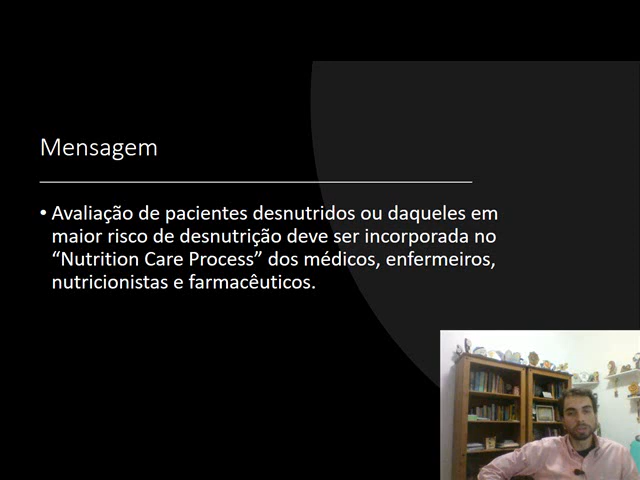 Mensagem
• Avaliação de pacientes desnutridos ou daqueles em
maior risco de desnutrição deve ser incorporada no
“Nutrition Care Process” dos médicos, enfermeiros,
nutricionistas e farmacêuticos.